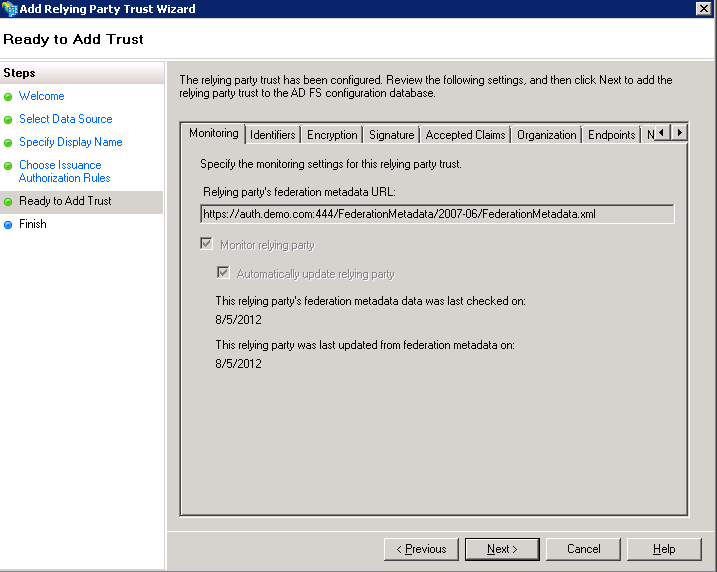 Add Relying Party Trust Wizard
Ready to Add Trust
Steps
Welcome
Select Data Source
Specify Display Name
Choose Issuance
Authorization Rules
Ready to Add Trust
Finish
The relying party trust has been configured. Review the following settings, and then click Next to add the
relying party trust to the AD FS configuration database.
Monitoring Identifiers Encryption Signature Accepted Claims Organization Endpoints N
Specify the monitoring settings for this relying party trust.
Relying party's federation metadata URL:
https://auth.demo.com:444/FederationMetadata/2007-06/FederationMetadata.xml
Monitor relying party
Automatically update relying party
This relying party's federation metadata data was last checked on:
8/5/2012
This relying party was last updated from federation metadata on:
8/5/2012
< Previous Next > Cancel Help